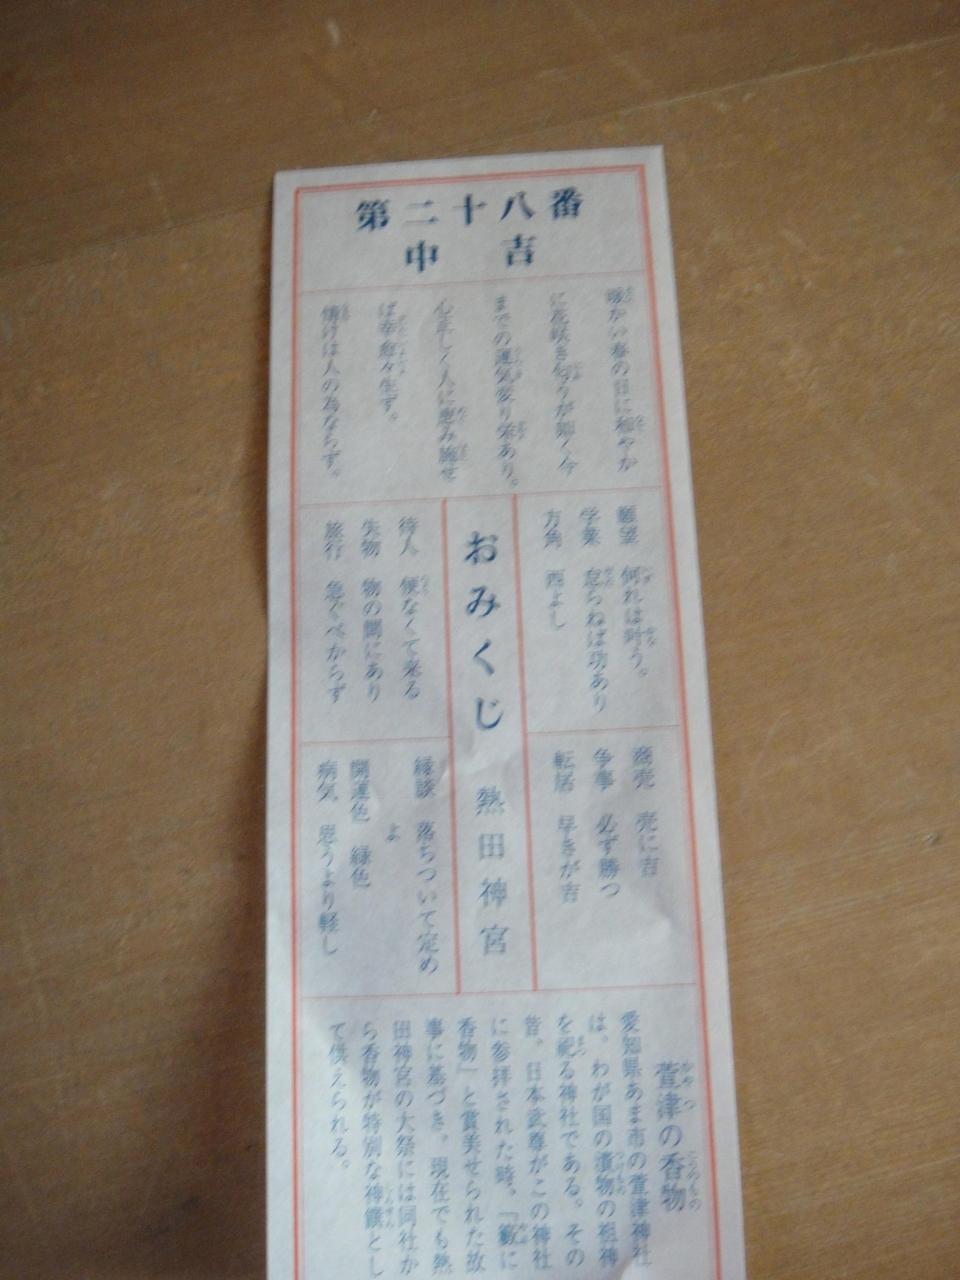 第二十八番
中吉
暖かい春の日に和やか
に花咲き匂うが如く今
までの運気変り栄あり。
心正しく人に恵み施せ
ば幸愈々生ず。
情けは人の為ならず。
願望 何れは叶う。
学業 怠らねば功あり
方角 西よし
おみくじ 熱田神宮
待人 便なくて来る
失物 物の間にあり
旅行 急ぐべからず
商売 売に吉
争事 必ず勝つ
転居 早きが吉
縁談 落ちついて定め
よ
開運色 緑色
病気 思うより軽し
萱津の香物
愛知県あま市の萱津神社
は、わが国の漬物の祖神
を祀る神社である。その
昔、日本武尊がこの神社
に参拝された時、「藪に
香物」と賞美せられた故
事に基づき、現在でも熱
田神宮の大祭には同社か
ら香物が特別な神饌とし
て供えられる。